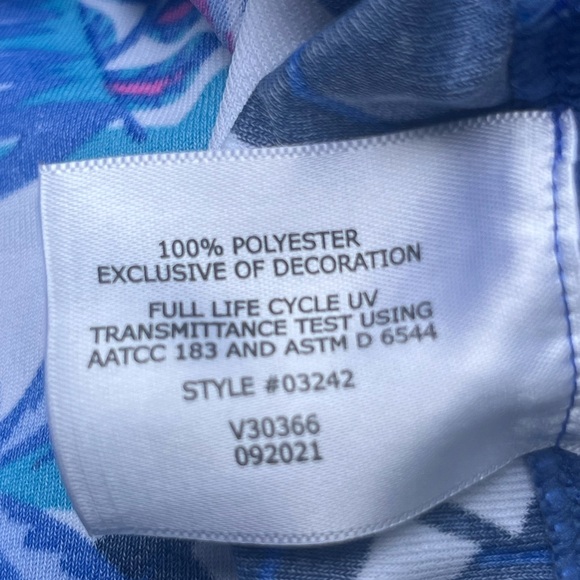 100% POLYESTER
EXCLUSIVE OF DECORATION
FULL LIFE CYCLE UV
TRANSMITTANCE TEST USING
AATCC 183 AND ASTM D 6544
STYLE #03242
V30366
092021